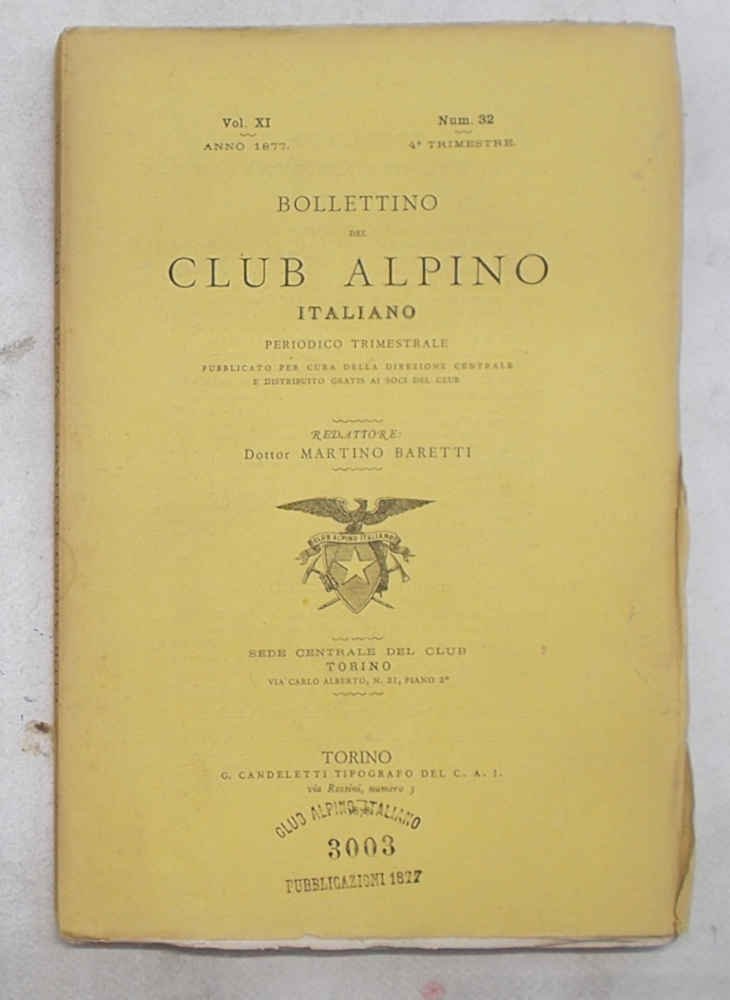 Vol. XI Num. 32
ANNO 1877. 4º TRIMESTRE.
BOLLETTINO
DEL
CLUB ALPINO
ITALIANO
PERIODICO TRIMESTRALE
PUBBLICATO PER CURA DELLA DIREZIONE CENTRALE
E DISTRIBUITO GRATIS AI SOCI DEL CLUB
REDATTORE:
Dottor MARTINO BARETTI
CLUB ALPINO ITALIANO
SEDE CENTRALE DEL CLUB
TORINO
VIA CARLO ALBERTO, N. 21, PIANO 2º
TORINO
G. CANDELETTI TIPOGRAFO DEL C. A. I.
via Rossini, numero 3
CLUB ALPINO ITALIANO
3003
PUBBLICAZIONI 1877